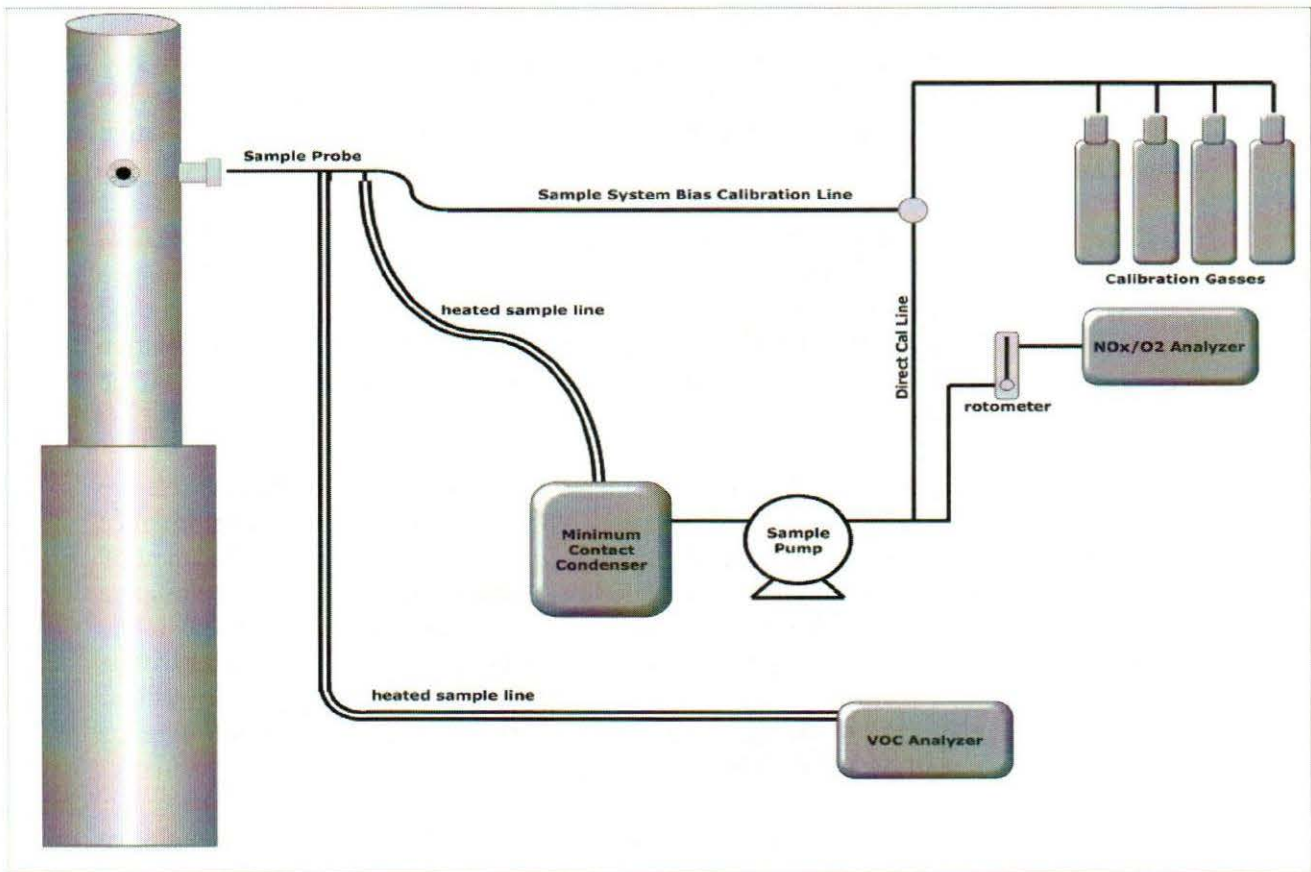 Sample Probe
Sample System Bias Calibration Line
Calibration Gasses
heated sample line
Direct Cal Line
NOx/O2 Analyzer
rotometer
Minimum
Contact
Condenser
Sample
Pump
heated sample line
VOC Analyzer